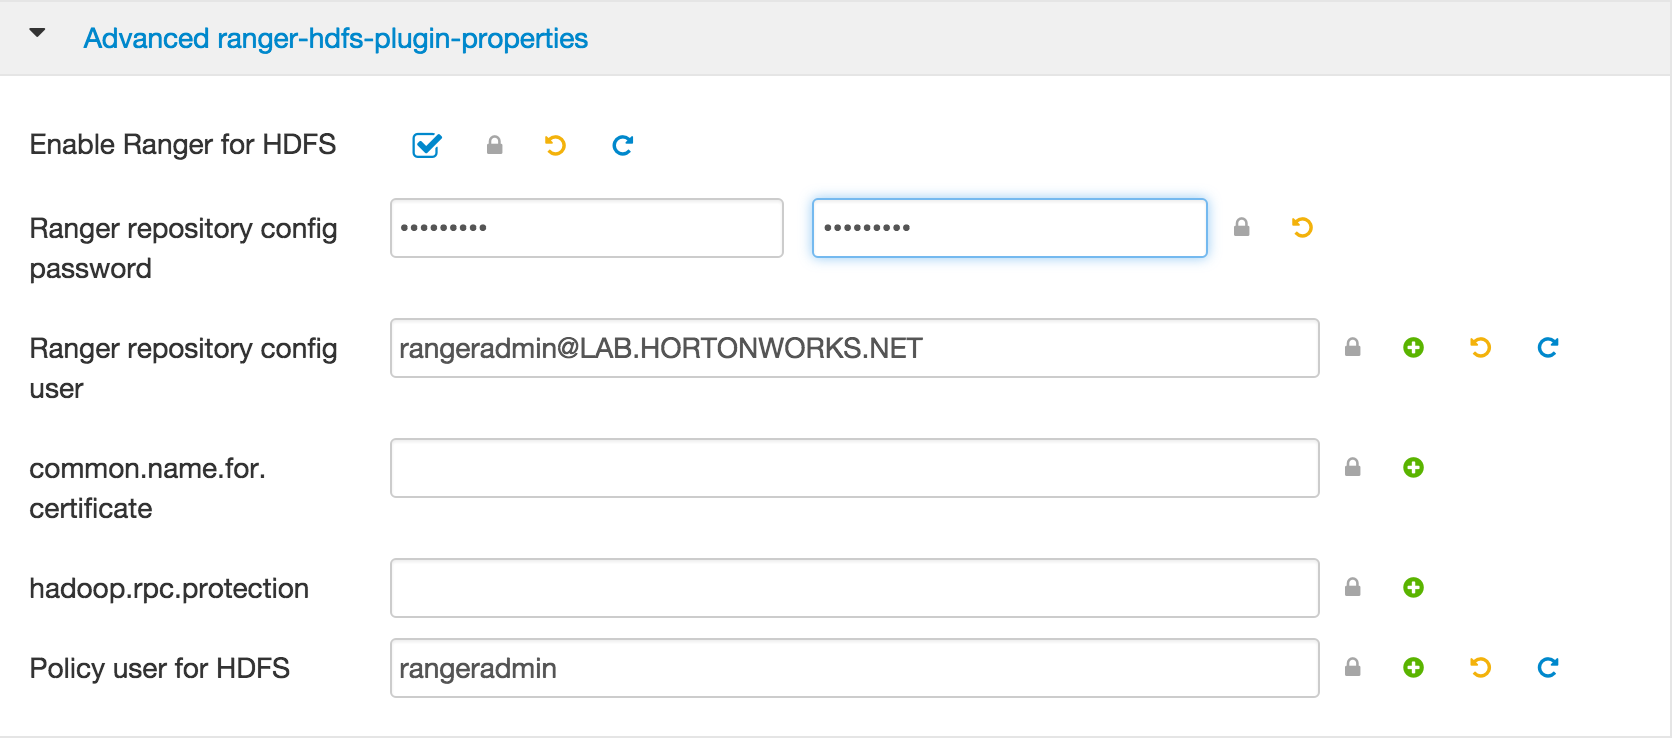 Advanced ranger-hdfs-plugin-properties
Enable Ranger for HDFS
Ranger repository config
password
••••••••• •••••••••
Ranger repository config
user
rangeradmin@LAB.HORTONWORKS.NET
common.name.for.
certificate
hadoop.rpc.protection
Policy user for HDFS
rangeradmin